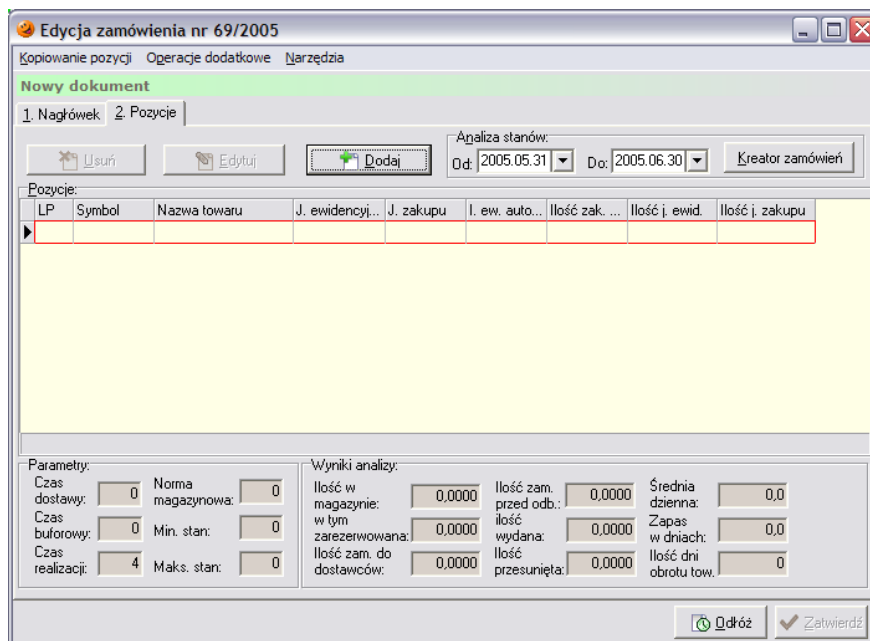 Edycja zamówienia nr 69/2005
Kopiowanie pozycji Operacje dodatkowe Narzędzia
Nowy dokument
1. Nagłówek 2. Pozycje
Analiza stanów:
Usuń Edytuj Dodaj Od: 2005.05.31 Do: 2005.06.30 Kreator zamówień
Pozycje:
LP Symbol Nazwa towaru J. ewidencyj... J. zakupu I. ew. auto... Ilość zak. ... Ilość j. ewid. Ilość j. zakupu
Parametry:
Czas dostawy: 0 Norma magazynowa: 0
Czas buforowy: 0 Min. stan: 0
Czas realizacji: 4 Maks. stan: 0
Wyniki analizy:
Ilość w magazynie: 0,0000 Ilość zam. przed odb.: 0,0000 Średnia dzienna: 0,0
w tym zarezerwowana: 0,0000 ilość wydana: 0,0000 Zapas w dniach: 0,0
Ilość zam. do dostawców: 0,0000 Ilość przesunięta: 0,0000 Ilość dni obrotu tow. 0
Odłóż Zatwierdź